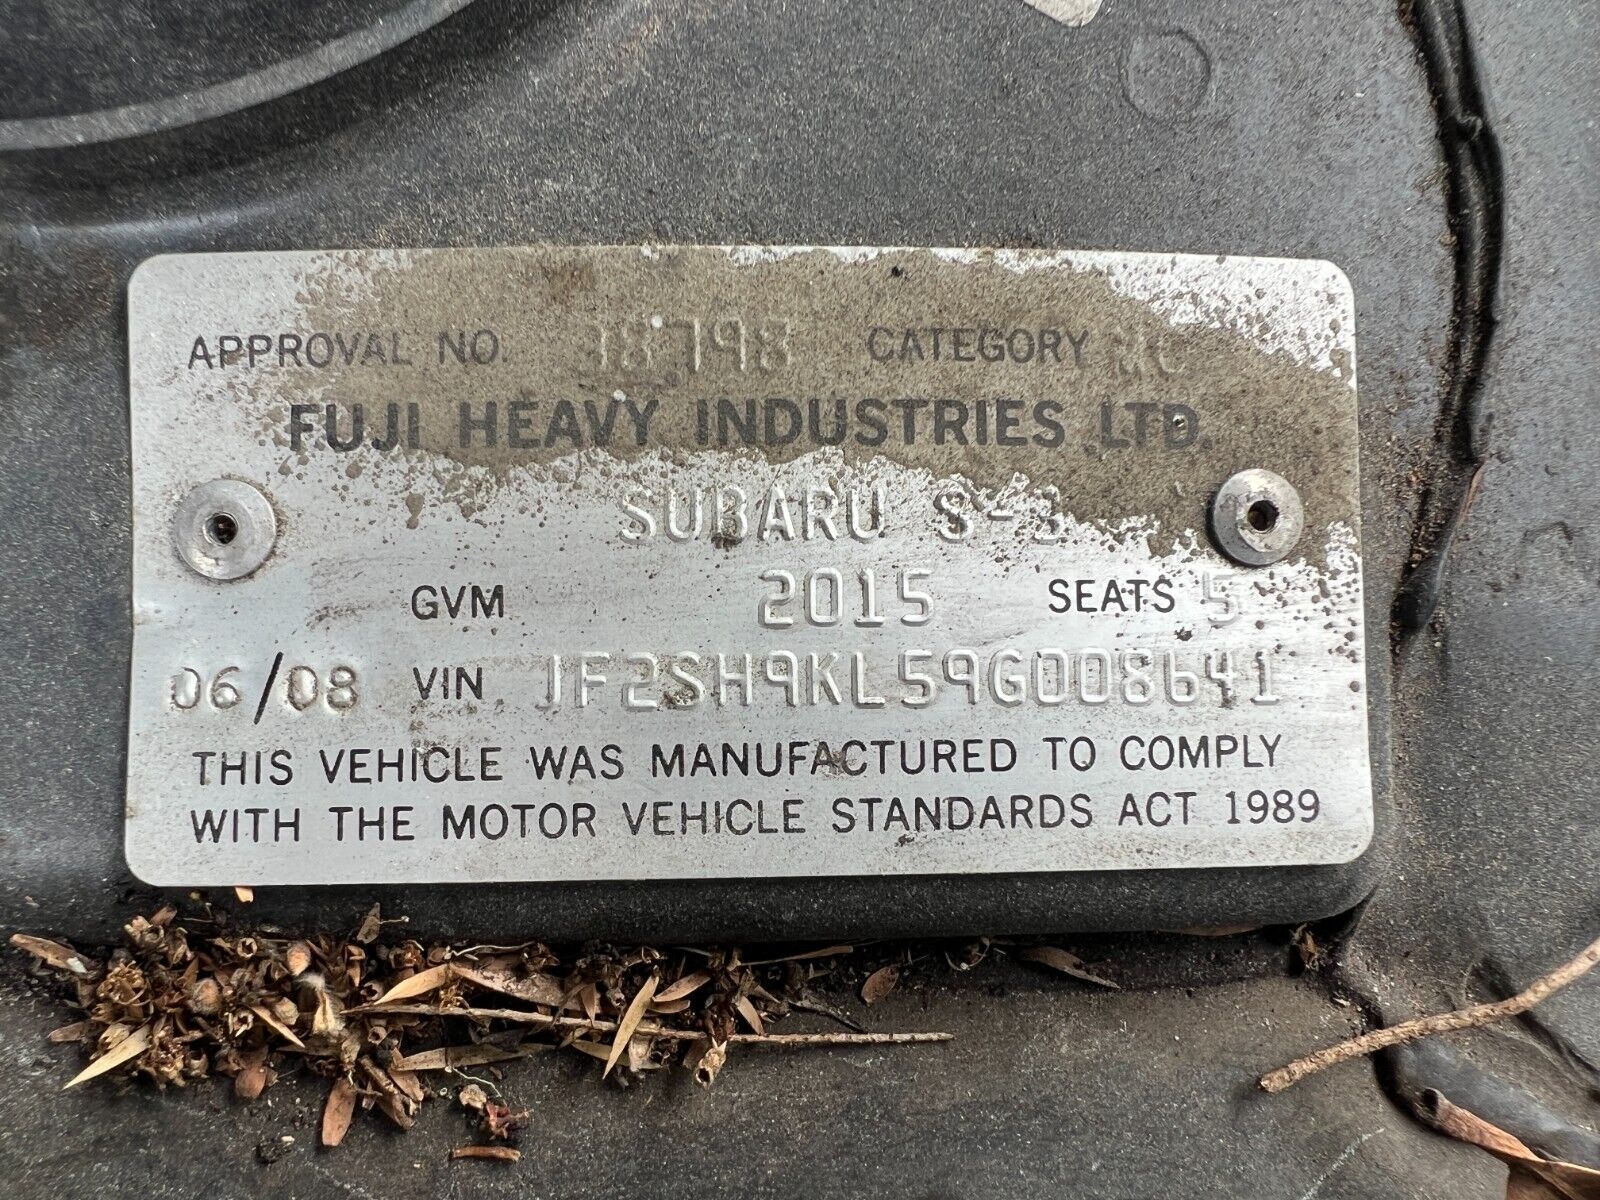 APPROVAL NO. 38798 CATEGORY
FUJI HEAVY INDUSTRIES LTD.
SUBARU S-3
GVM 2015 SEATS 5
06/08 VIN JF2SH9KL59G008641
THIS VEHICLE WAS MANUFACTURED TO COMPLY
WITH THE MOTOR VEHICLE STANDARDS ACT 1989